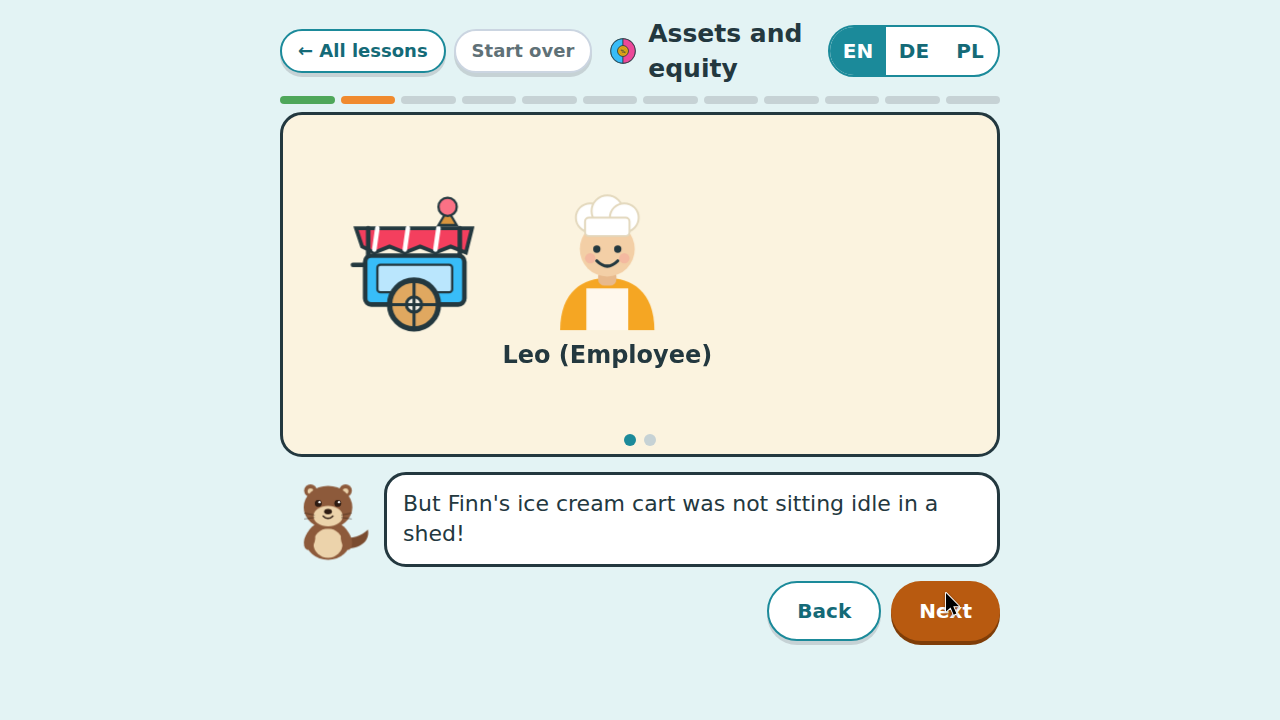 ← All lessons
Start over
Assets and
equity
EN
DE
PL
Leo (Employee)
But Finn's ice cream cart was not sitting idle in a
shed!
Back
Next